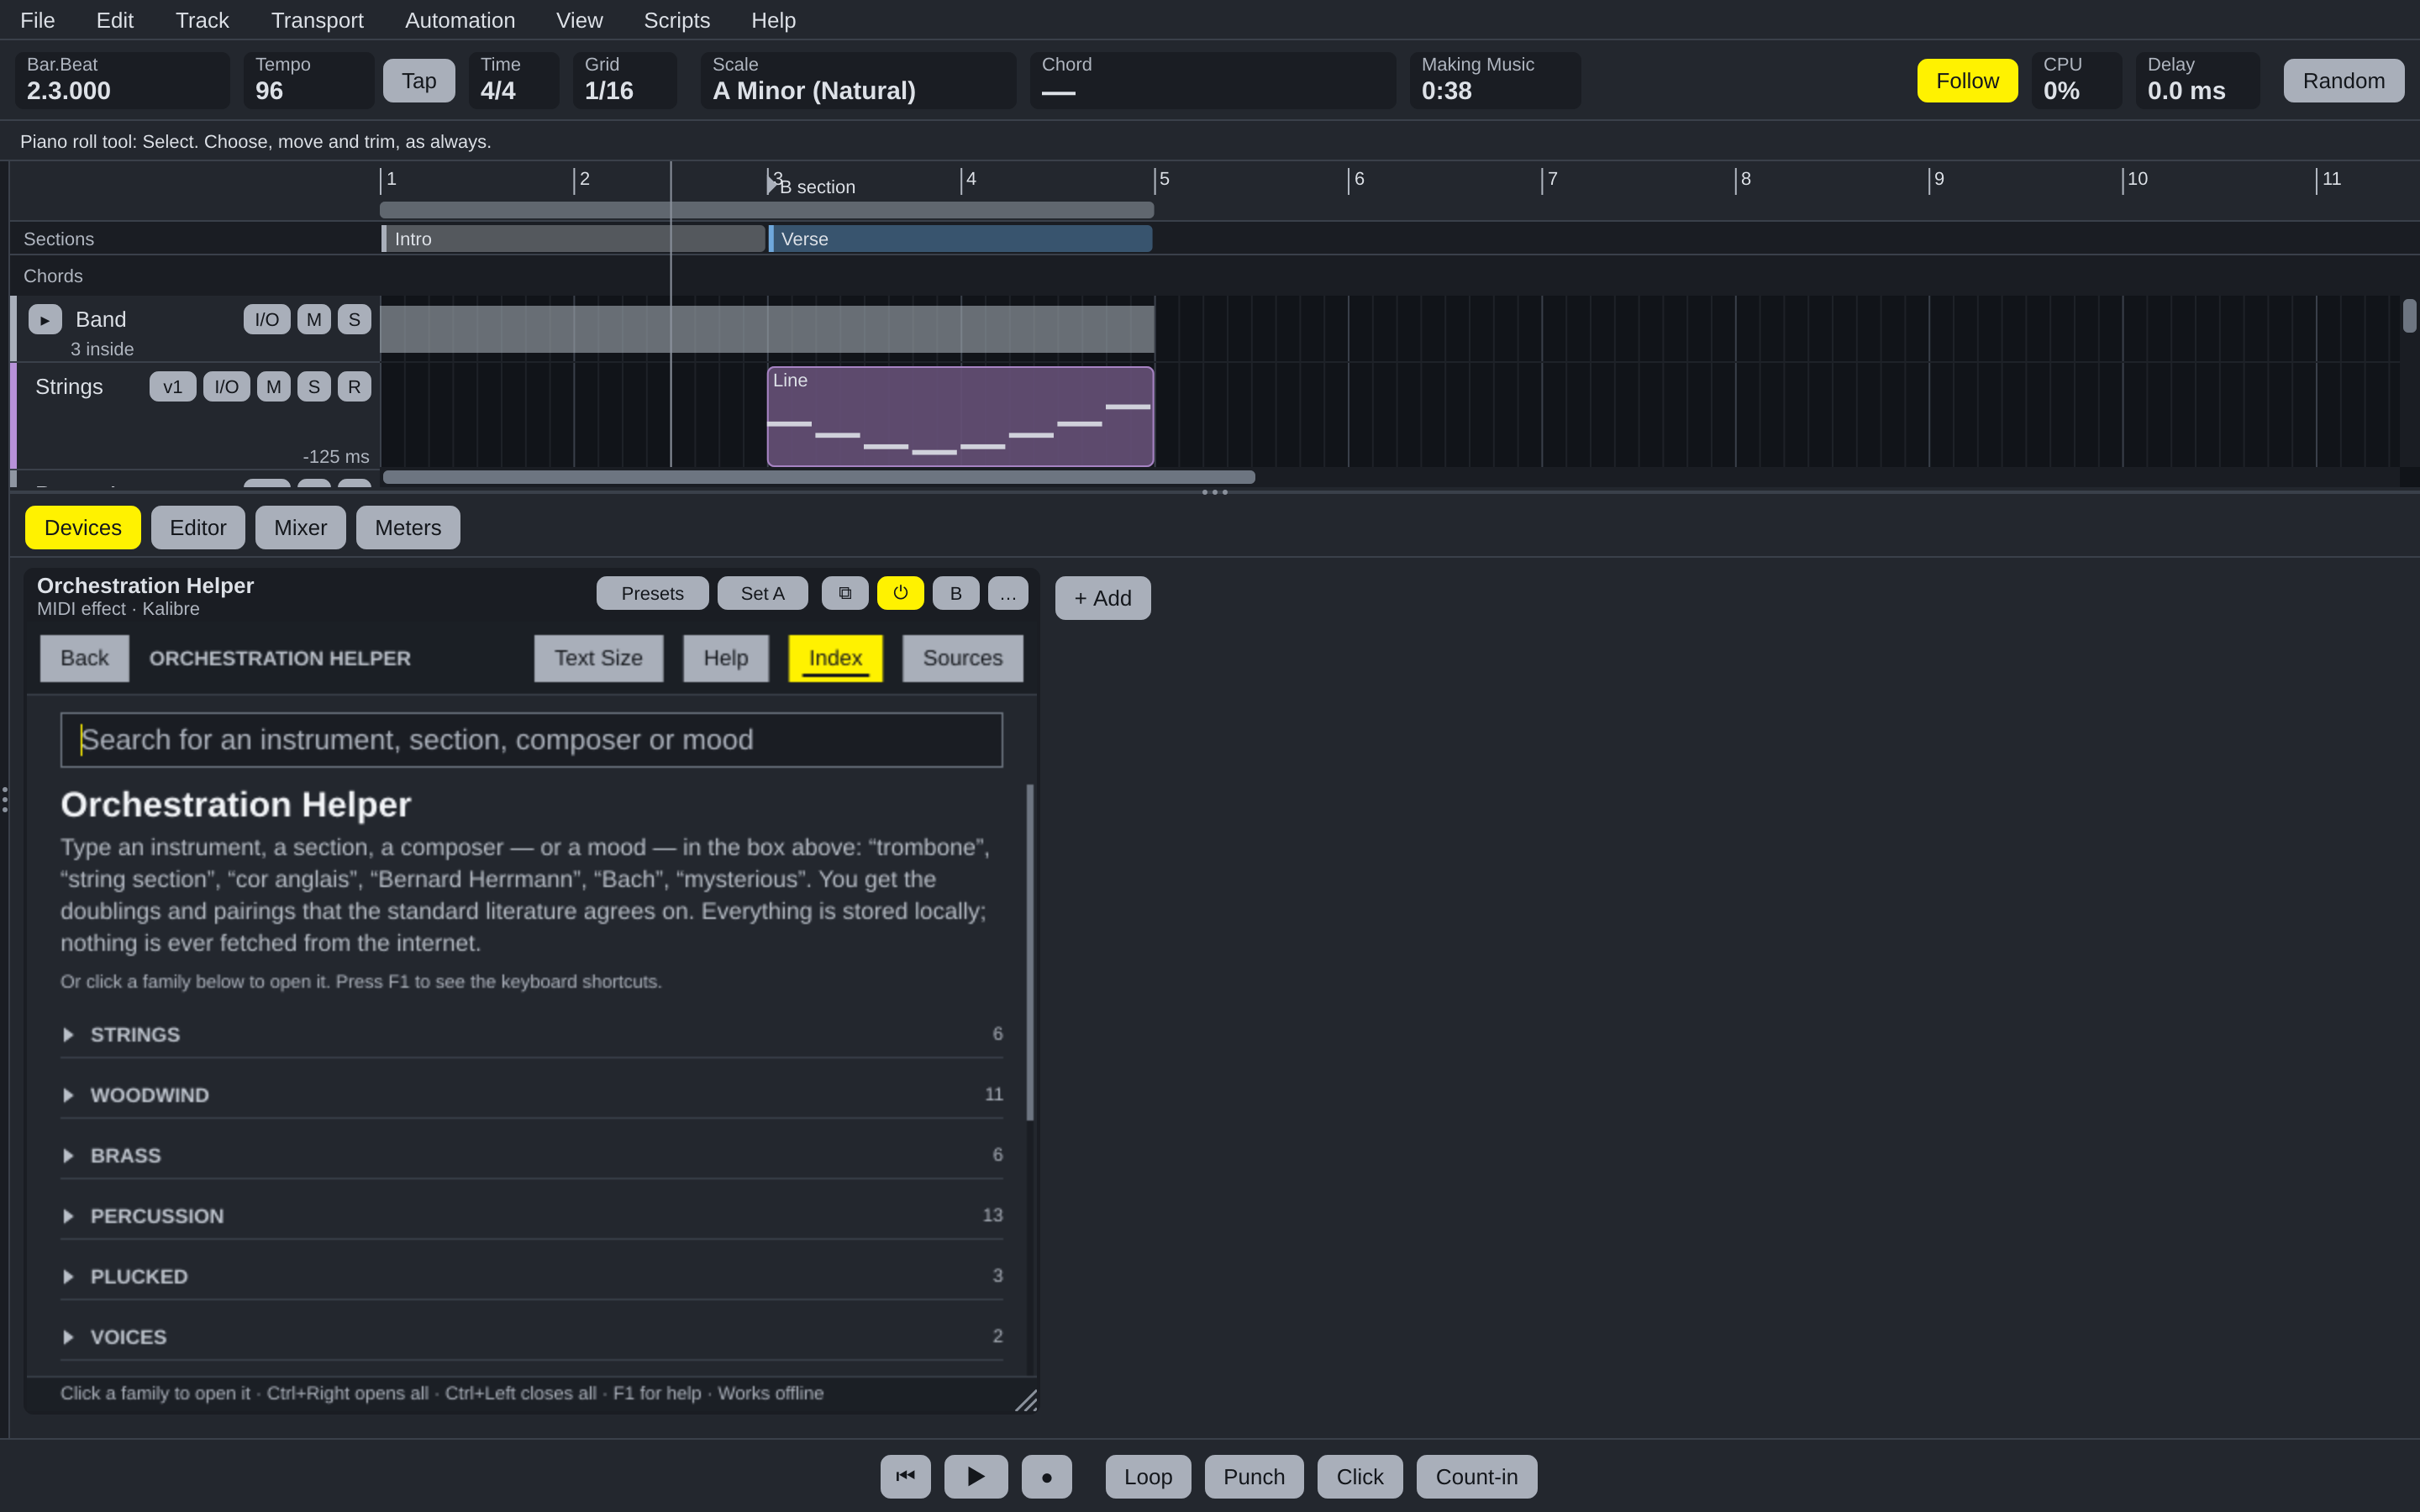 File Edit Track Transport Automation View Scripts Help
Bar.Beat Tempo Time Grid Scale Chord Making Music CPU Delay
2.3.000 96 Tap 4/4 1/16 A Minor (Natural) — 0:38 Follow 0% 0.0 ms Random
Piano roll tool: Select. Choose, move and trim, as always.
1 2 3 4 5 6 7 8 9 10 11
B section
Sections Intro Verse
Chords
Band I/O M S
3 inside
Strings v1 I/O M S R
Line
-125 ms
Devices Editor Mixer Meters
Orchestration Helper Presets Set A B ...
MIDI effect · Kalibre
+ Add
Back ORCHESTRATION HELPER Text Size Help Index Sources
Search for an instrument, section, composer or mood
Orchestration Helper
Type an instrument, a section, a composer — or a mood — in the box above: “trombone”,
“string section”, “cor anglais”, “Bernard Herrmann”, “Bach”, “mysterious”. You get the
doublings and pairings that the standard literature agrees on. Everything is stored locally;
nothing is ever fetched from the internet.
Or click a family below to open it. Press F1 to see the keyboard shortcuts.
STRINGS 6
WOODWIND 11
BRASS 6
PERCUSSION 13
PLUCKED 3
VOICES 2
Click a family to open it · Ctrl+Right opens all · Ctrl+Left closes all · F1 for help · Works offline
Loop Punch Click Count-in